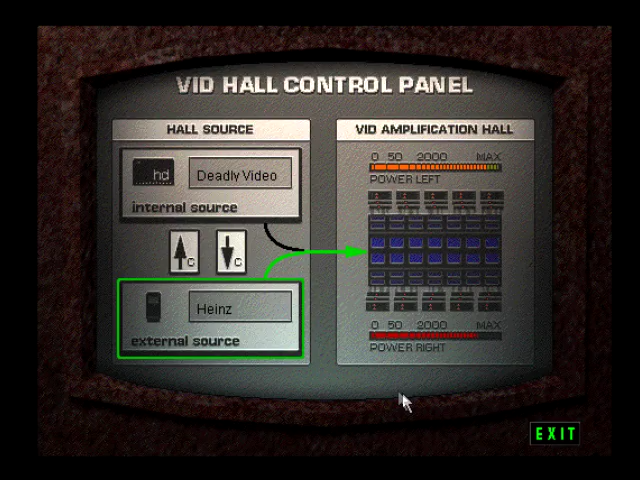 VID HALL CONTROL PANEL
HALL SOURCE
hd
Deadly Video
internal source
C
C
Heinz
external source
VID AMPLIFICATION HALL
0 50 2000 MAX
POWER LEFT
0 50 2000 MAX
POWER RIGHT
EXIT